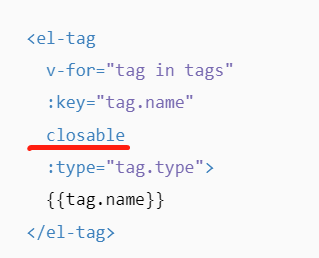 <el-tag
v-for="tag in tags"
:key="tag.name"
closable
:type="tag.type">
{{tag.name}}
</el-tag>